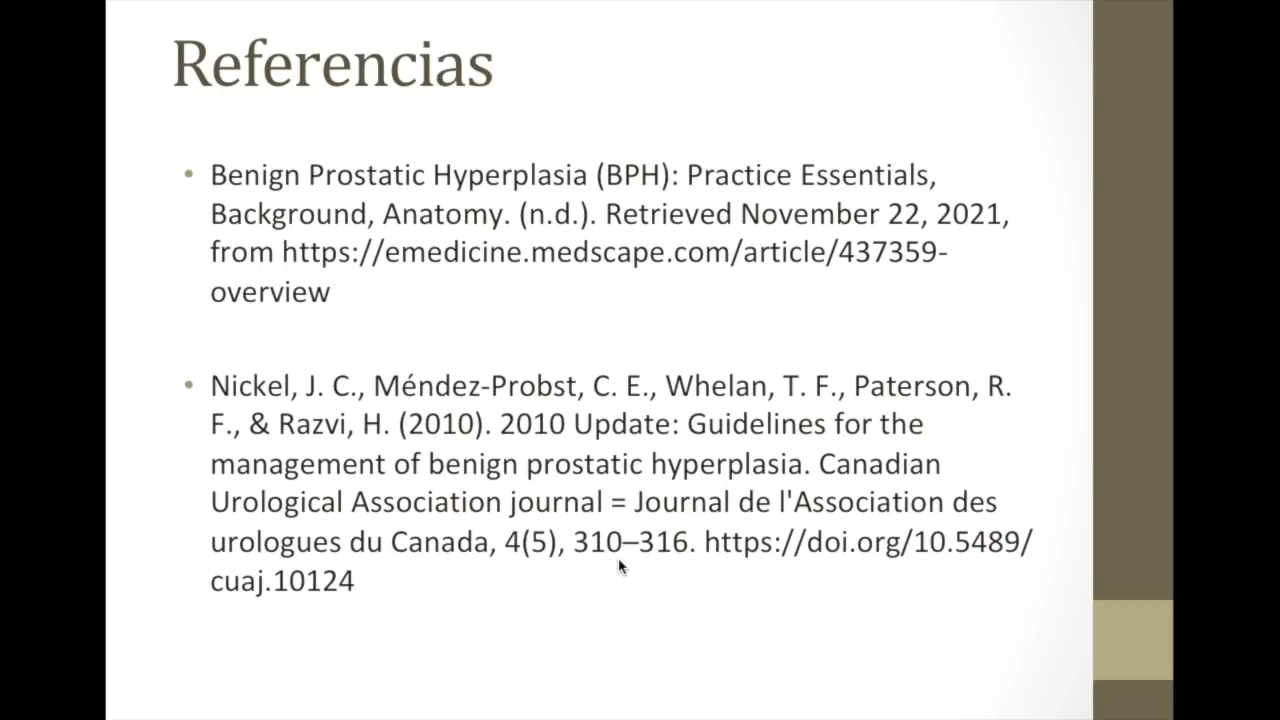 Referencias
• Benign Prostatic Hyperplasia (BPH): Practice Essentials,
Background, Anatomy. (n.d.). Retrieved November 22, 2021,
from https://emedicine.medscape.com/article/437359-
overview
• Nickel, J. C., Méndez-Probst, C. E., Whelan, T. F., Paterson, R.
F., & Razvi, H. (2010). 2010 Update: Guidelines for the
management of benign prostatic hyperplasia. Canadian
Urological Association journal = Journal de l'Association des
urologues du Canada, 4(5), 310–316. https://doi.org/10.5489/
cuaj.10124